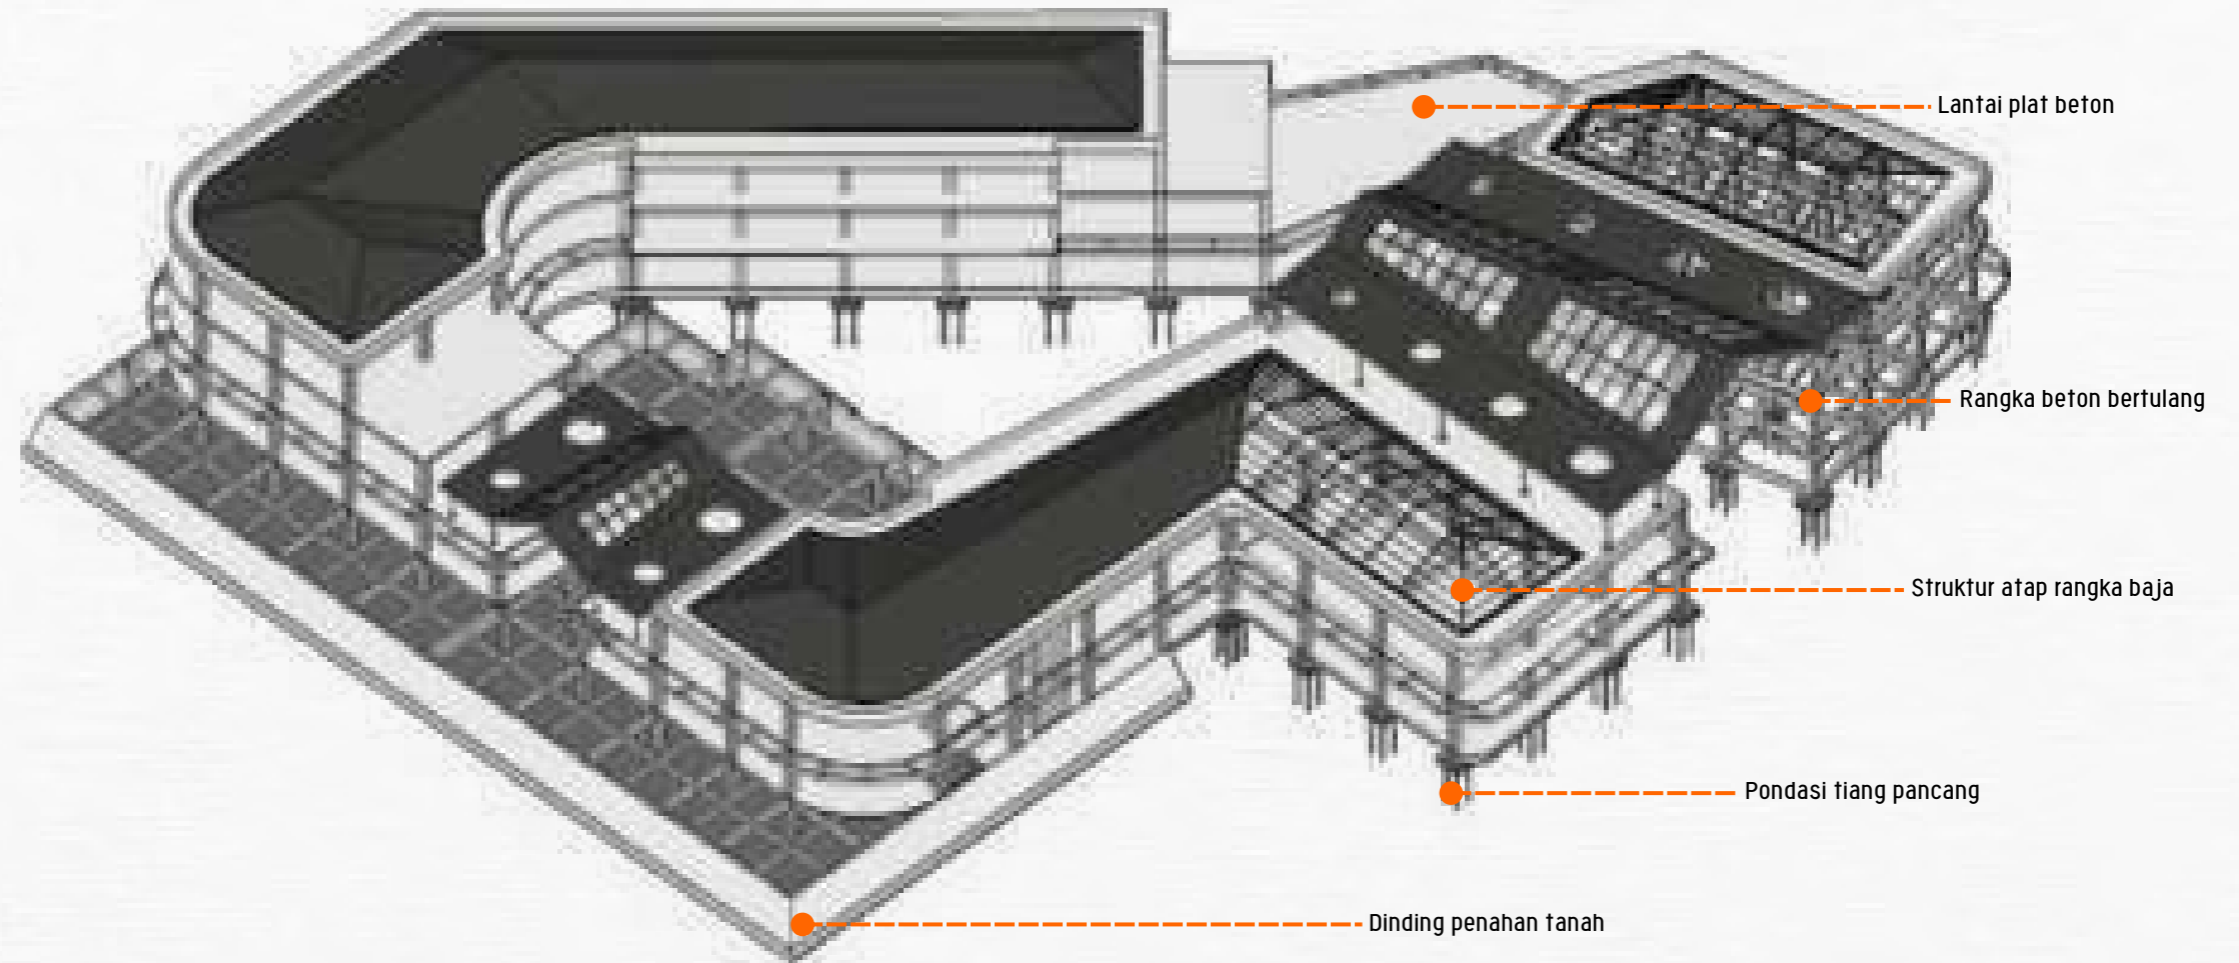 Lantai plat beton
Rangka beton bertulang
Struktur atap rangka baja
Pondasi tiang pancang
Dinding penahan tanah